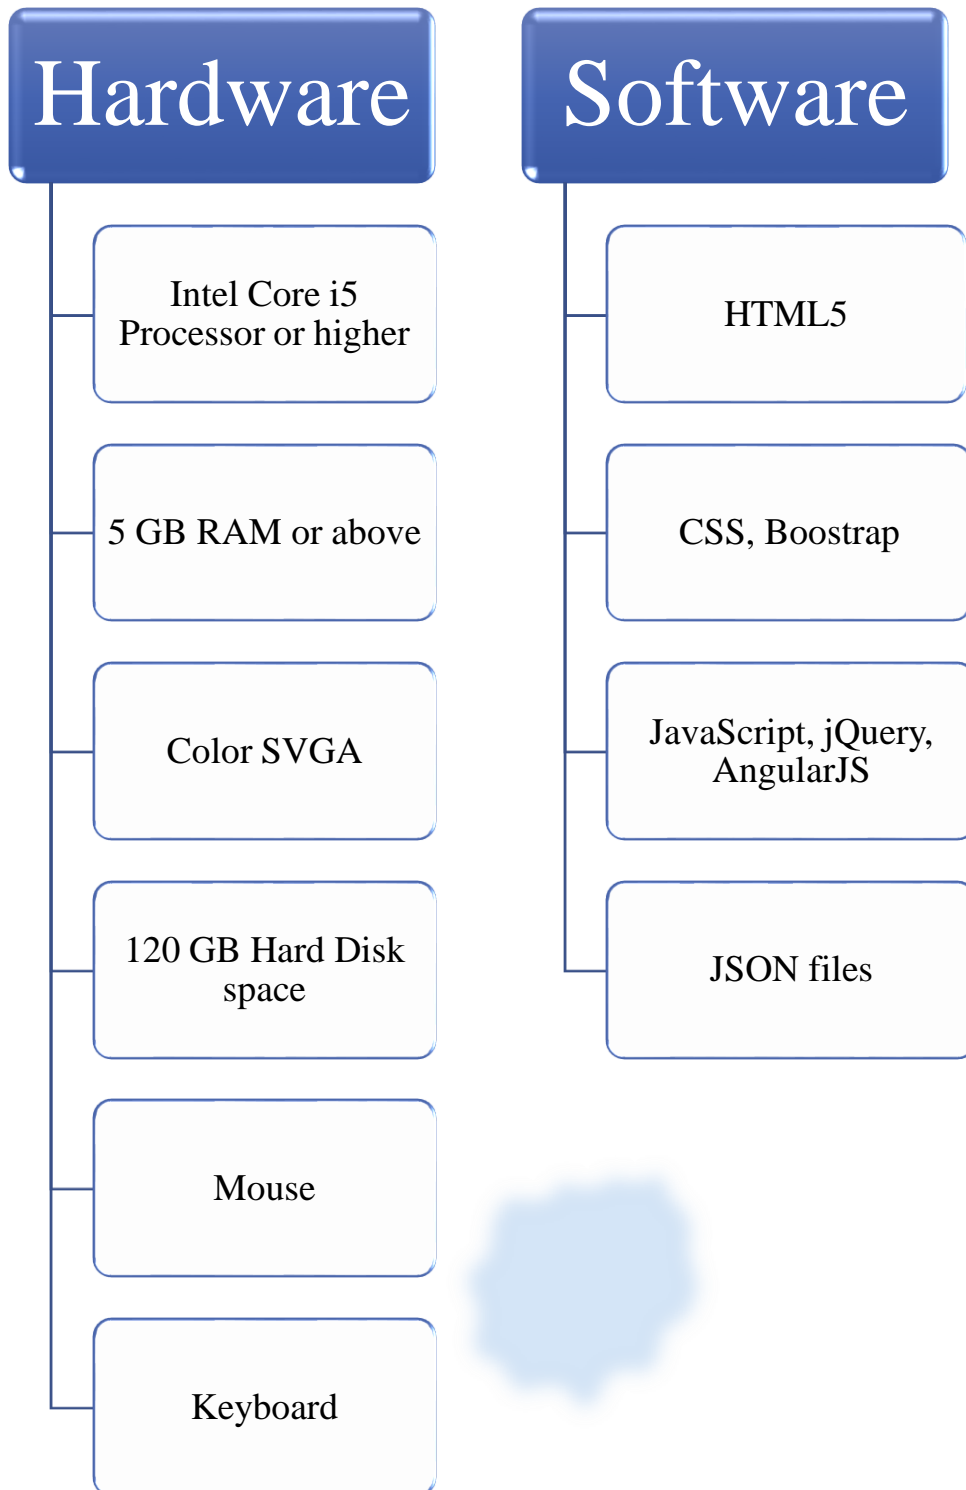 Hardware
Intel Core i5
Processor or higher
5 GB RAM or above
Color SVGA
120 GB Hard Disk
space
Mouse
Keyboard
Software
HTML5
CSS, Boostrap
JavaScript, jQuery,
AngularJS
JSON files